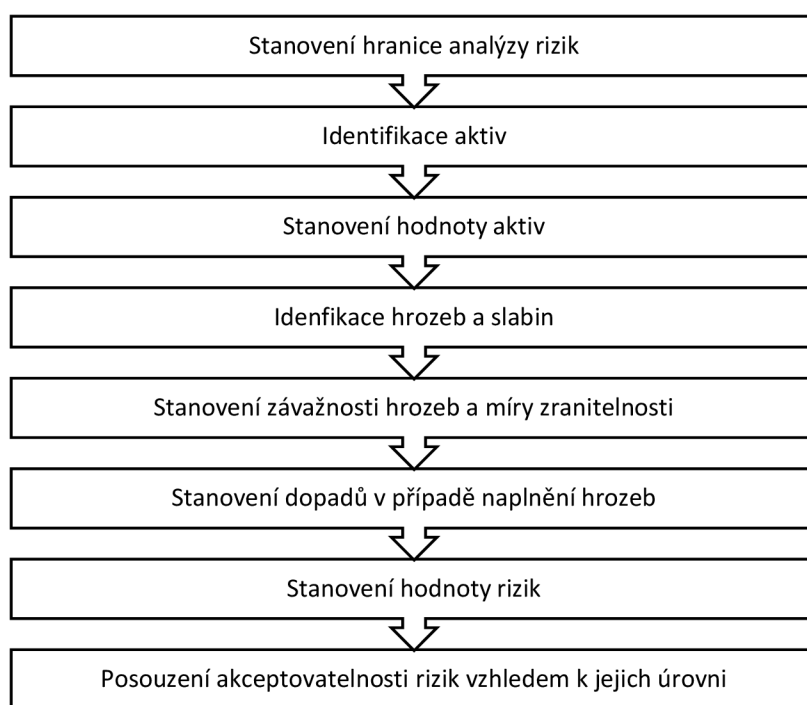 Stanovení hranice analýzy rizik
Identifikace aktiv
Stanovení hodnoty aktiv
Idenfikace hrozeb a slabin
Stanovení závažnosti hrozeb a míry zranitelnosti
Stanovení dopadů v případě naplnění hrozeb
Stanovení hodnoty rizik
Posouzení akceptovatelnosti rizik vzhledem k jejich úrovni